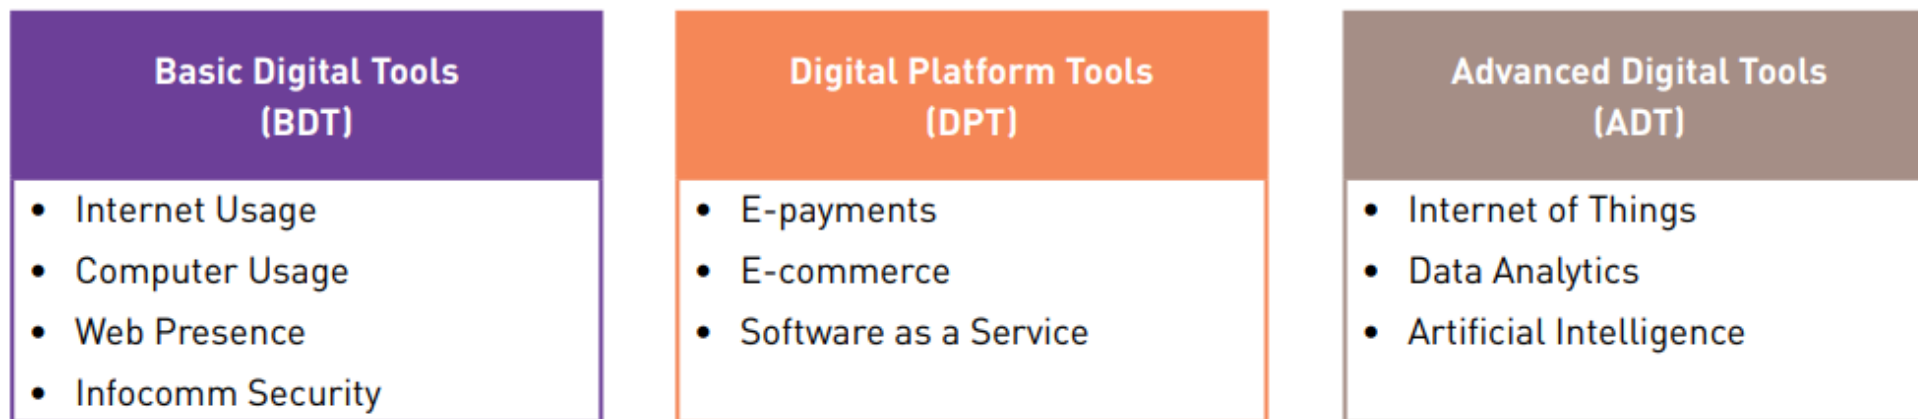 Basic Digital Tools
(BDT)
• Internet Usage
• Computer Usage
• Web Presence
• Infocomm Security
Digital Platform Tools
(DPT)
• E-payments
• E-commerce
• Software as a Service
Advanced Digital Tools
(ADT)
• Internet of Things
• Data Analytics
• Artificial Intelligence